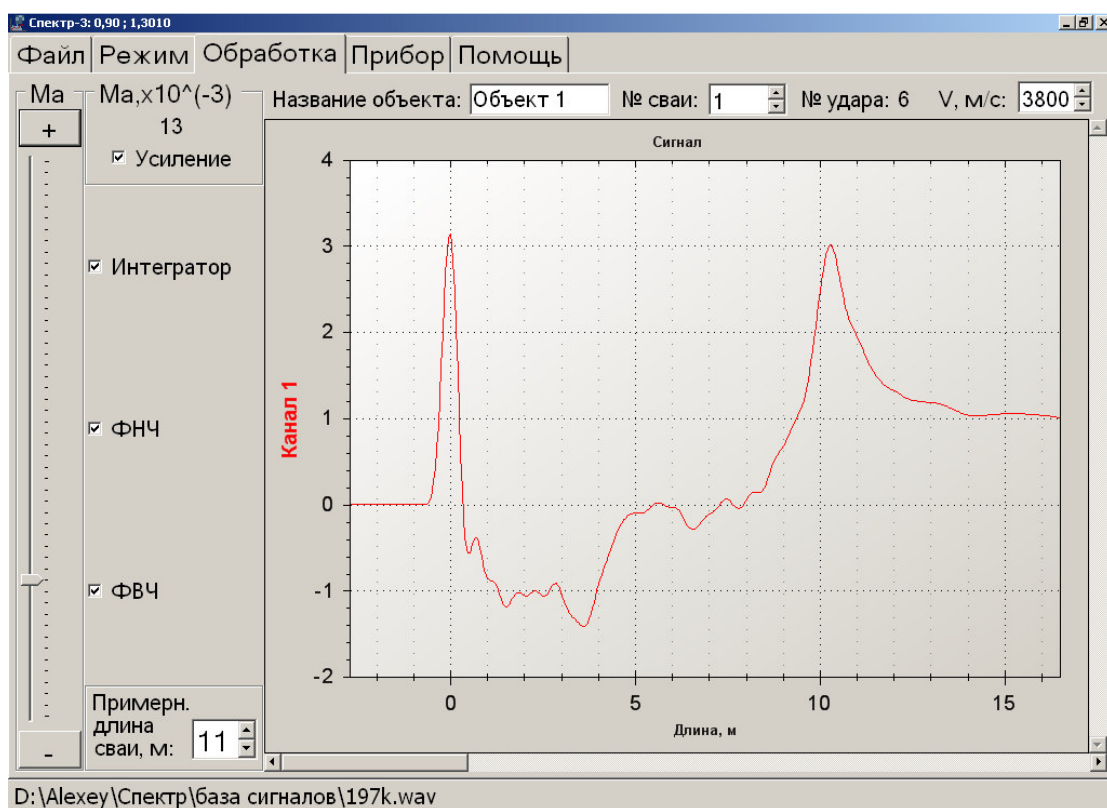 Спектр-3: 0,90 ; 1,3010
Файл Режим Обработка Прибор Помощь
Ma Ma,x10^(-3) Название объекта: Объект 1 № сваи: 1 № удара: 6 V, м/с: 3800
+ 13
Усиление
Сигнал
4
3
Интегратор
2
Канал 1
1
ФНЧ
0
-1
ФВЧ
-2
0 5 10 15
Длина, м
Примерн.
длина
сваи, м: 11
-
D:\Alexey\Спектр\база сигналов\197k.wav